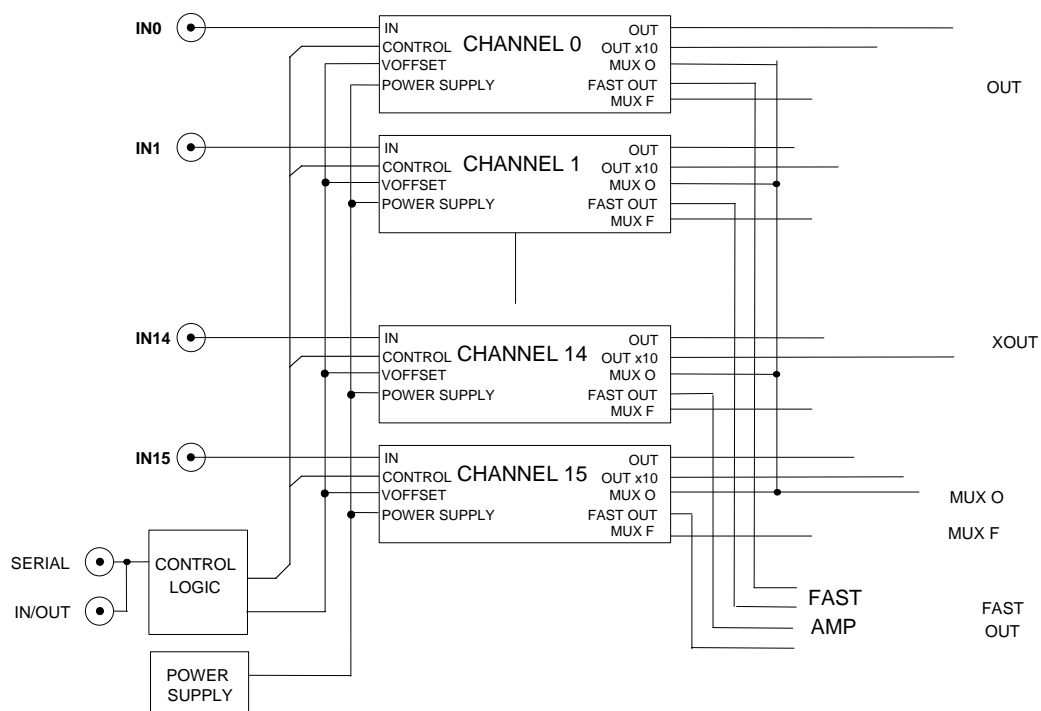 IN0
IN
CONTROL
VOFFSET
POWER SUPPLY
CHANNEL 0
OUT
OUT x10
MUX O
FAST OUT
MUX F
OUT
IN1
IN
CONTROL
VOFFSET
POWER SUPPLY
CHANNEL 1
OUT
OUT x10
MUX O
FAST OUT
MUX F
IN14
IN
CONTROL
VOFFSET
POWER SUPPLY
CHANNEL 14
OUT
OUT x10
MUX O
FAST OUT
MUX F
XOUT
IN15
IN
CONTROL
VOFFSET
POWER SUPPLY
CHANNEL 15
OUT
OUT x10
MUX O
FAST OUT
MUX F
MUX O
MUX F
SERIAL
IN/OUT
CONTROL
LOGIC
FAST
AMP
FAST
OUT
POWER
SUPPLY